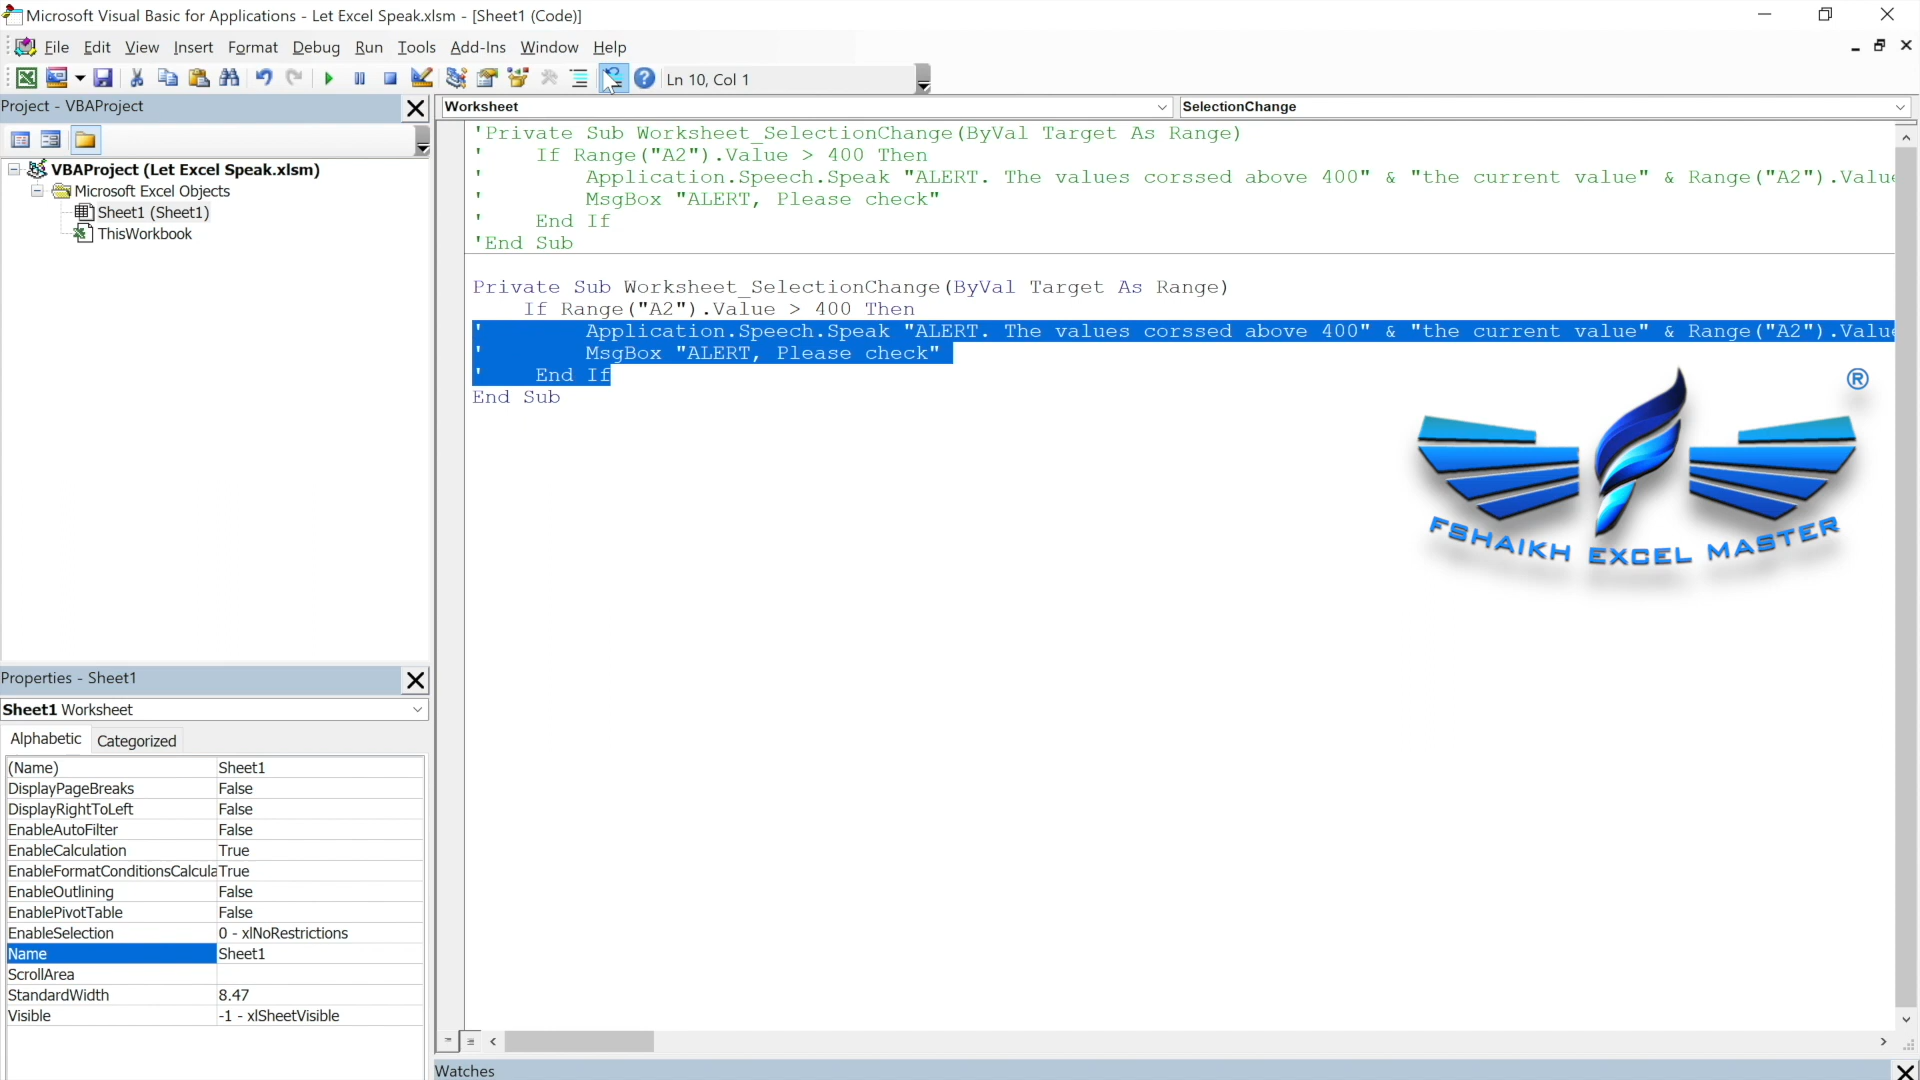 Microsoft Visual Basic for Applications - Let Excel Speak.xlsm - [Sheet1 (Code)]
File Edit View Insert Format Debug Run Tools Add-Ins Window Help
Ln 10, Col 1
Project - VBAProject
VBAProject (Let Excel Speak.xlsm)
Microsoft Excel Objects
Sheet1 (Sheet1)
ThisWorkbook
Worksheet SelectionChange
'Private Sub Worksheet_SelectionChange(ByVal Target As Range)
' If Range("A2").Value > 400 Then
' Application.Speech.Speak "ALERT. The values corssed above 400" & "the current value" & Range("A2").Value
' MsgBox "ALERT, Please check"
' End If
'End Sub
Private Sub Worksheet_SelectionChange(ByVal Target As Range)
If Range("A2").Value > 400 Then
' Application.Speech.Speak "ALERT. The values corssed above 400" & "the current value" & Range("A2").Value
' MsgBox "ALERT, Please check"
' End If
End Sub
®
FSHAIKH EXCEL MASTER
Properties - Sheet1
Sheet1 Worksheet
Alphabetic Categorized
(Name) Sheet1
DisplayPageBreaks False
DisplayRightToLeft False
EnableAutoFilter False
EnableCalculation True
EnableFormatConditionsCalcula True
EnableOutlining False
EnablePivotTable False
EnableSelection 0 - xlNoRestrictions
Name Sheet1
ScrollArea
StandardWidth 8.47
Visible -1 - xlSheetVisible
Watches